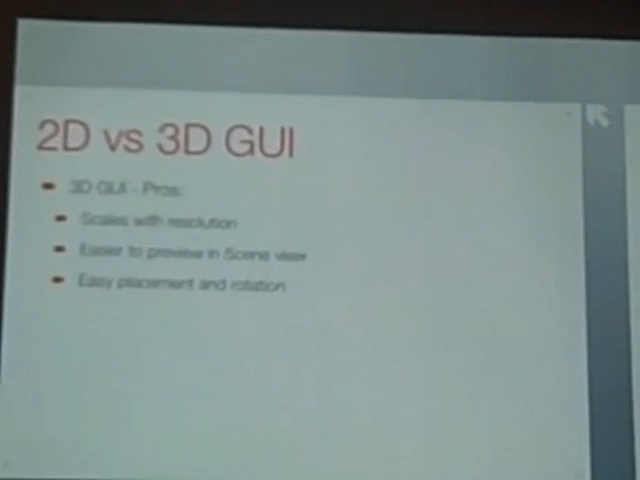 2D vs 3D GUI
3D GUI - Pros:
Scales with resolution
Easier to preview in Scene view
Easy placement and rotation